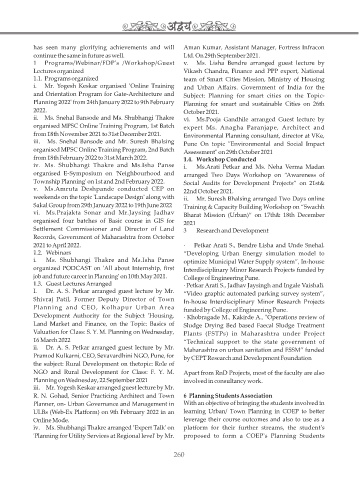 अद्वय
has seen many glorifying achievements and will
continue the same in future as well.
1 Programs/Webinar/FDP's /Workshop/Guest
Lectures organized
1.1. Programs-organized
i. Mr. Yogesh Keskar organised 'Online Training
and Orientation Program for Gate-Architecture and
Planning 2022' from 24th January 2022 to 9th February
2022.
ii. Ms. Snehal Bansode and Ms. Shubhangi Thakre
organised MPSC Online Training Program, 1st Batch
from 18th November 2021 to 31st December 2021.
iii. Ms. Snehal Bansode and Mr. Suresh Bhalsing
organised MPSC Online Training Program, 2nd Batch
from 18th February 2022 to 31st March 2022.
iv. Ms. Shubhangi Thakre and Ms.Isha Panse
organised E-Symposium on 'Neighbourhood and
Township Planning' on 1st and 2nd February 2022.
v. Ms.Amruta Deshpande conducted CEP on
weekends on the topic 'Landscape Design' along with
Sakal Group from 29th January 2022 to 19th June 2022
vi. Ms.Prajakta Sonar and Mr.Jaysing Jadhav
organised four batches of Basic course in GIS for
Settlement Commissioner and Director of Land
Records, Government of Maharashtra from October
2021 to April 2022.
1.2. Webinars
i. Ms. Shubhangi Thakre and Ms.Isha Panse
organized PODCAST on 'All about Internship, first
job and future career in Planning' on 10th May 2021.
1.3. Guest Lectures Arranged
I. Dr. A. S. Petkar arranged guest lecture by Mr.
Shivraj Patil, Former Deputy Director of Town
Planning and CEO, Kolhapur Urban Area
Development Authority for the Subject 'Housing,
Land Market and Finance. on the Topic: Basics of
Valuation for Class: S. Y. M. Planning on Wednesday,
16 March 2022
ii. Dr. A. S. Petkar arranged guest lecture by Mr.
Pramod Kulkarni, CEO, Sevavardhini NGO, Pune, for
the subject: Rural Development on thetopic: Role of
NGO and Rural Development for Class: F. Y. M.
Planning on Wednesday, 22 September 2021
iii. Mr. Yogesh Keskar arranged guest lecture by Mr.
R. N. Gohad, Senior Practicing Architect and Town
Planner, on- Urban Governance and Management in
ULBs (Web-Ex Platform) on 9th February 2022 in an
Online Mode.
iv. Ms. Shubhangi Thakre arranged 'Expert Talk' on
'Planning for Utility Services at Regional level' by Mr.
Aman Kumar, Assistant Manager, Fortress Infracon
Ltd. On 24th September 2021.
v. Ms. Lisha Bendre arranged guest lecture by
Vikash Chandra, Finance and PPP expert, National
team of Smart Cities Mission, Ministry of Housing
and Urban Affairs, Government of India for the
Subject: Planning for smart cities on the Topic-
Planning for smart and sustainable Cities on 26th
October 2021.
vi. Ms.Pooja Gandhile arranged Guest lecture by
expert Ms. Anagha Paranjape, Architect and
Environmental Planning consultant, director at VK:e,
Pune On topic "Environmental and Social Impact
Assessment" on 29th October 2021
1.4. Workshop Conducted
i. Ms.Arati Petkar and Ms. Neha Verma Madan
arranged Two Days Workshop on "Awareness of
Social Audits for Development Projects" on 21st&
22nd October 2021.
ii. Mr. Suresh Bhalsing arranged Two Days online
Training & Capacity Building Workshop on "Swachh
Bharat Mission (Urban)" on 17th& 18th December
2021
3 Research and Development

· Petkar Arati S., Bendre Lisha and Unde Snehal.
"Developing Urban Energy simulation model to
optimize Municipal Water Supply system", In-house
Interdisciplinary Minor Research Projects funded by
College of Engineering Pune.
· Petkar Arati S., Jadhav Jaysingh and Ingale Vaishali.
"Video graphic automated parking survey system",
In-house Interdisciplinary Minor Research Projects
funded by College of Engineering Pune.
· Khobragade M., Kakirde A., "Operations review of
Sludge Drying Bed based Faecal Sludge Treatment
Plants (FSTPs) in Maharashtra under Project
"Technical support to the state government of
Maharashtra on urban sanitation and FSSM" funded
by CEPT Research and Development Foundation

Apart from RnD Projects, most of the faculty are also
involved in consultancy work.

6 Planning Students Association
With an objective of bringing the students involved in
learning Urban/ Town Planning in COEP to better
leverage their course outcomes and also to use as a
platform for their further streams, the student's
proposed to form a COEP's Planning Students
260